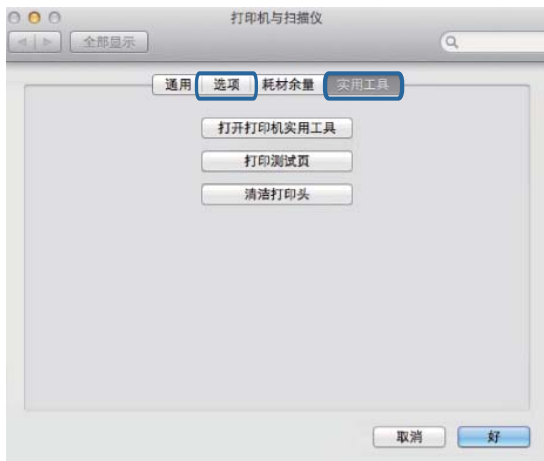 打印机与扫描仪
全部显示
通用 选项 耗材余量 实用工具
打开打印机实用工具
打印测试页
清洁打印头
取消 好